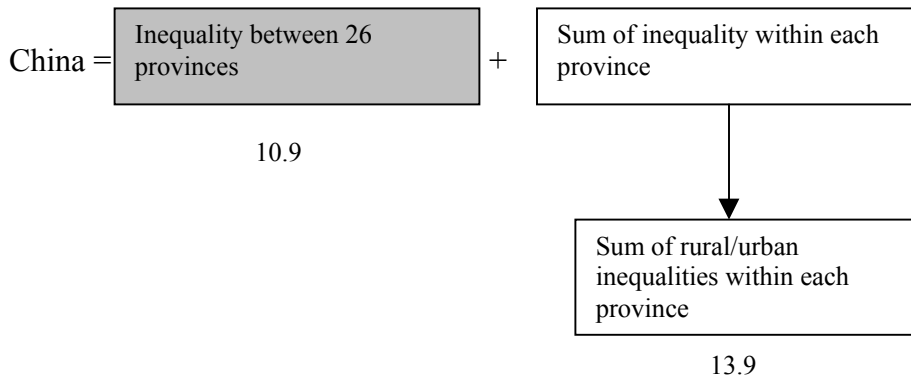 China =
Inequality between 26
provinces
+
Sum of inequality within each
province
10.9
Sum of rural/urban
inequalities within each
province
13.9